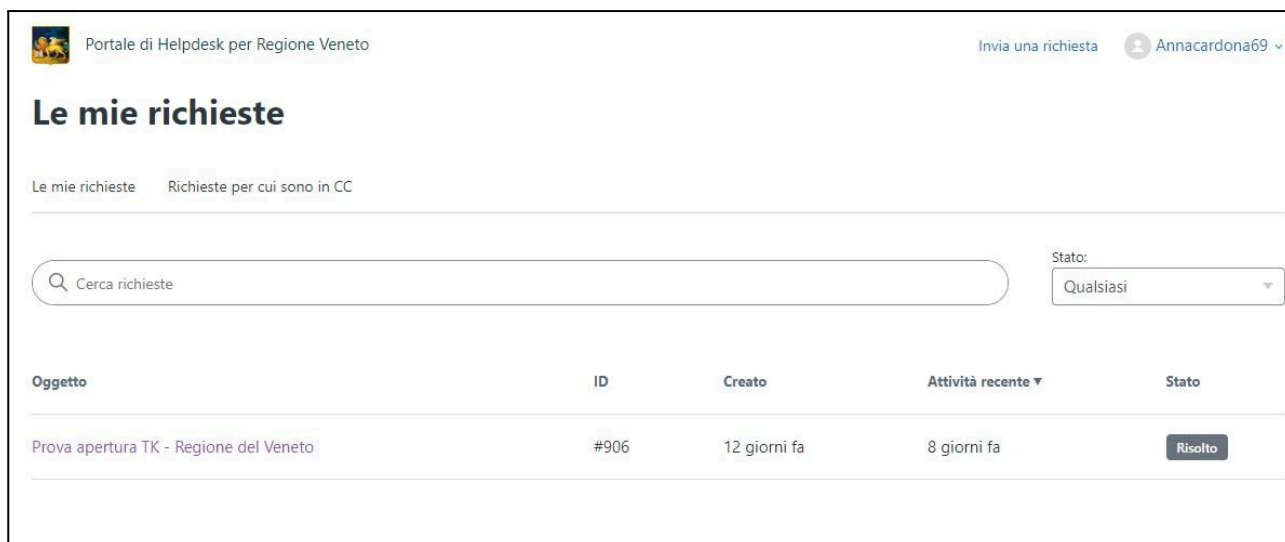 Portale di Helpdesk per Regione Veneto
Invia una richiesta
Annacardona69
Le mie richieste
Le mie richieste
Richieste per cui sono in CC
Stato:
Cerca richieste
Qualsiasi
Oggetto ID Creato Attività recente ▼ Stato
Prova apertura TK - Regione del Veneto #906 12 giorni fa 8 giorni fa Risolto